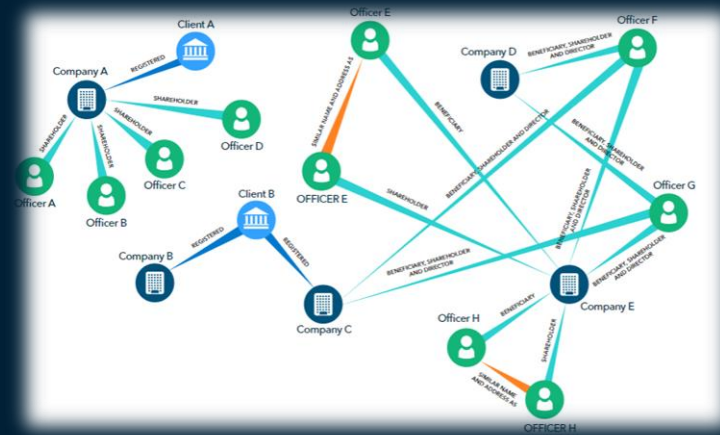 Officer E
Client A
Officer F
Company D
BENEFICIARY, SHAREHOLDER
AND DIRECTOR
REGISTERED
Company A
SHAREHOLDER
SHAREHOLDER
SHAREHOLDER
SHAREHOLDER
Officer D
SIMILAR NAME AND ADDRESS AS
BENEFICIARY
BENEFICIARY, SHAREHOLDER AND DIRECTOR
BENEFICIARY, SHAREHOLDER
AND DIRECTOR
Officer C
Officer A
Officer B
OFFICER E
SHAREHOLDER
Officer G
Client B
BENEFICIARY, SHAREHOLDER
AND DIRECTOR
REGISTERED
REGISTERED
Company B
BENEFICIARY, SHAREHOLDER
AND DIRECTOR
BENEFICIARY, SHAREHOLDER
AND DIRECTOR
Company C
Company E
BENEFICIARY
Officer H
SHAREHOLDER
SIMILAR NAME
AND ADDRESS AS
OFFICER H